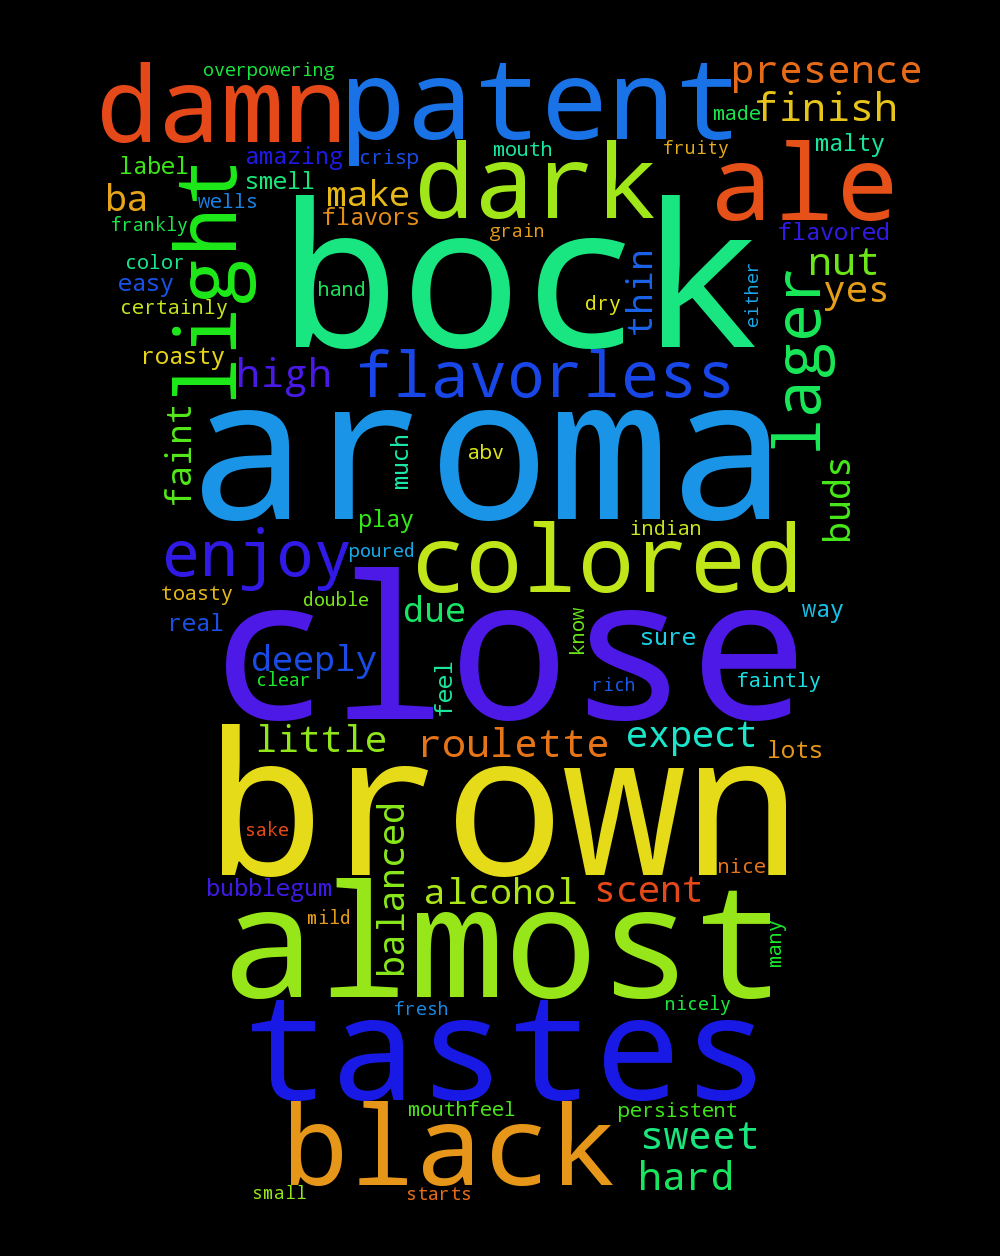 overpowering
damn
patent
presence
made
finish
label
amazing
crisp
mouth
fruity
malty
smell
dark
ale
ba
wells
make
flavors
grain
frankly
light
bock
flavored
color
hand
dry
thin
either
nut
easy
yes
certainly
lager
roasty
high
flavorless
faint
aroma
much
abv
buds
play
indian
enjoy
poured
colored
toasty
double
due
close
know
way
real
sure
deeply
clear
feel
rich
faintly
little
roulette
expect
lots
brown
sake
balanced
nice
bubblegum
alcohol
scent
mild
almost
many
fresh
nicely
tastes
mouthfeel
persistent
black
sweet
hard
small
starts